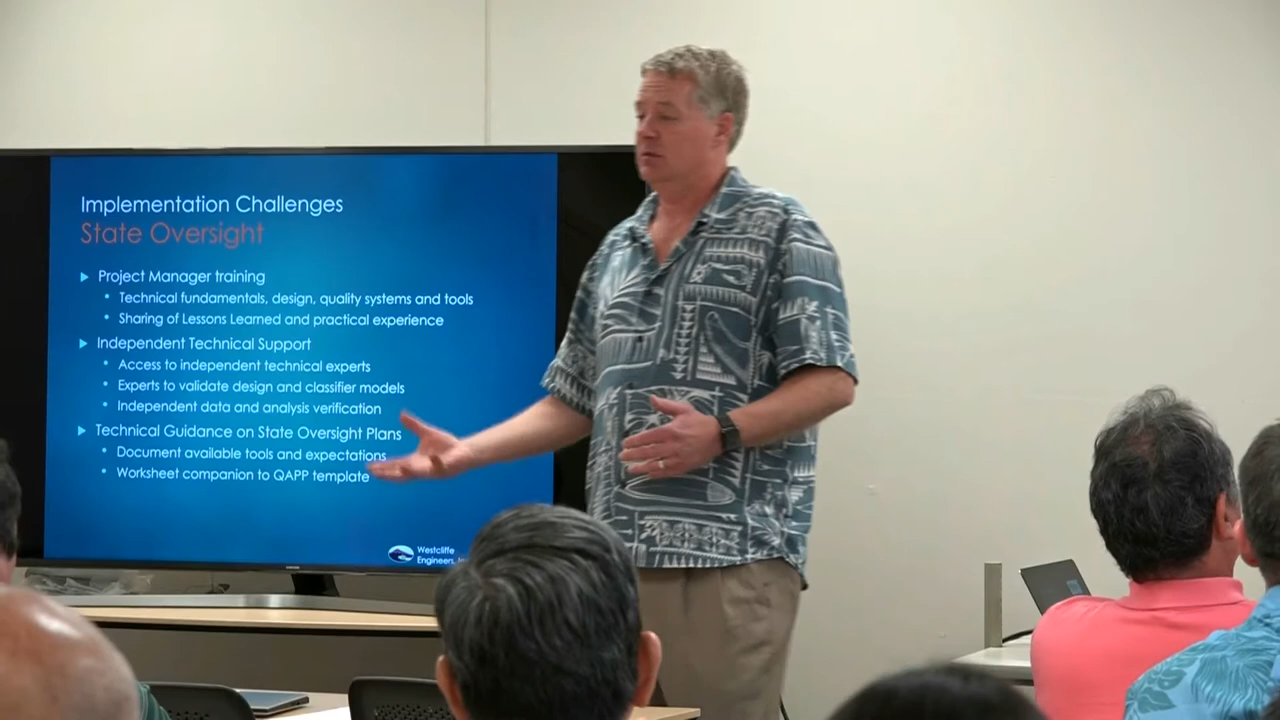 Implementation Challenges
State Oversight
Project Manager training
Technical fundamentals, design, quality systems and tools
Sharing of Lessons Learned and practical experience
Independent Technical Support
Access to independent technical experts
Experts to validate design and classifier models
Independent data and analysis verification
Technical Guidance on State Oversight Plans
Document available tools and expectations
Worksheet companion to QAPP template
Westcliffe
Engineers,